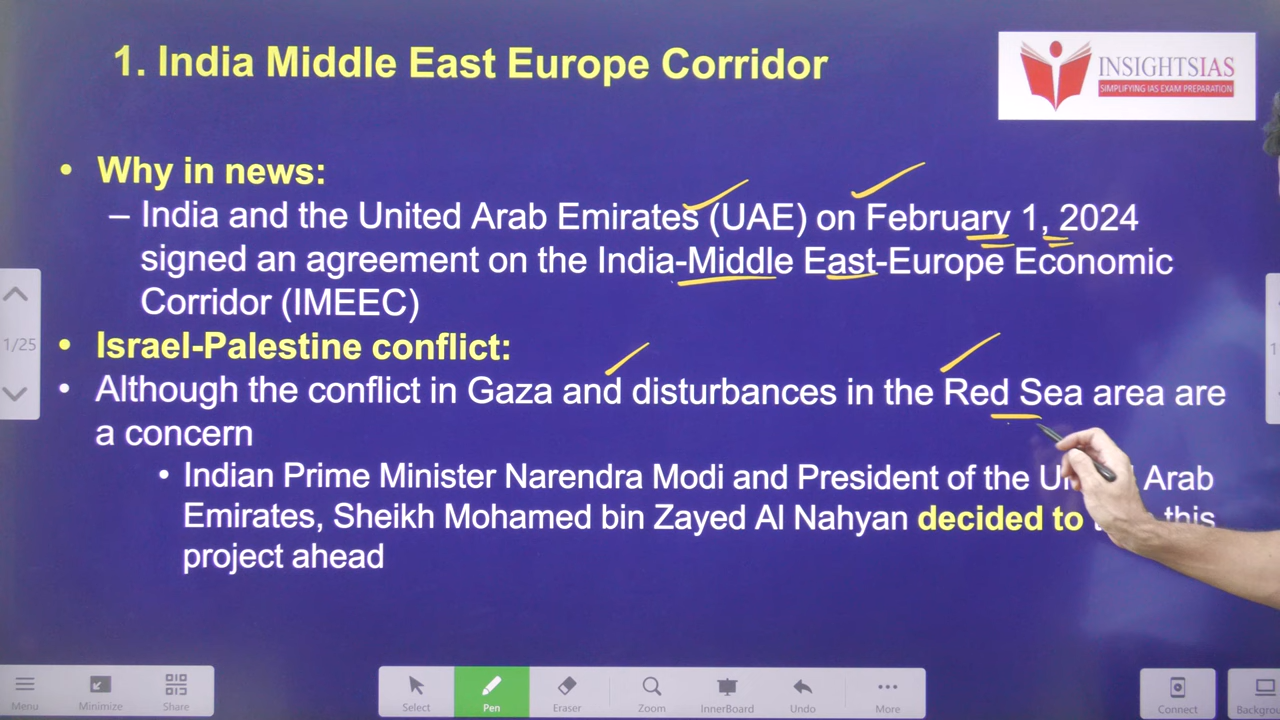 1. India Middle East Europe Corridor
INSIGHTSIAS
SIMPLIFYING IAS EXAM PREPARATION
• Why in news:
– India and the United Arab Emirates (UAE) on February 1, 2024
signed an agreement on the India-Middle East-Europe Economic
Corridor (IMEEC)
1/25
• Israel-Palestine conflict:
• Although the conflict in Gaza and disturbances in the Red Sea area are
a concern
• Indian Prime Minister Narendra Modi and President of the Arab
Emirates, Sheikh Mohamed bin Zayed Al Nahyan decided to this
project ahead
Menu Minimize Share Select Pen Eraser Zoom InnerBoard Undo More Connect